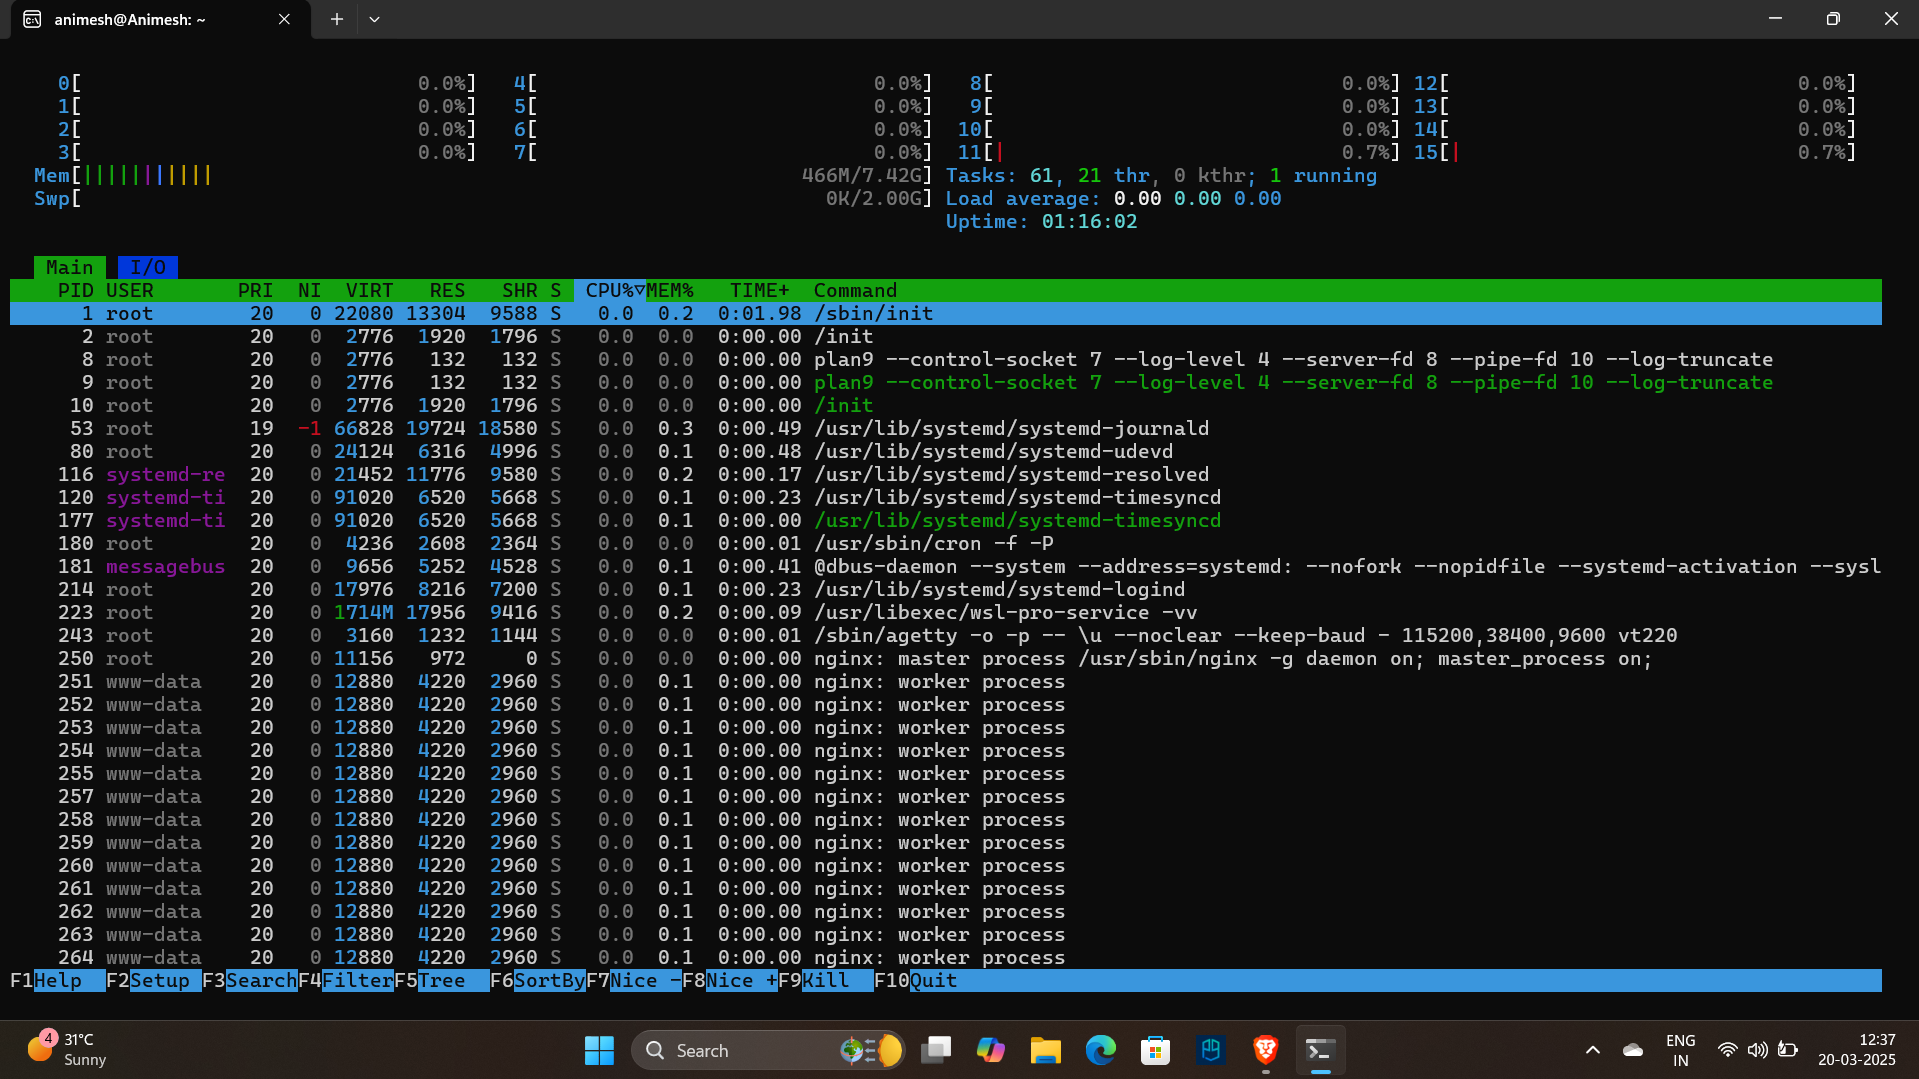 animesh@Animesh: ~
0[ 0.0%] 4[ 0.0%] 8[ 0.0%] 12[ 0.0%]
1[ 0.0%] 5[ 0.0%] 9[ 0.0%] 13[ 0.0%]
2[ 0.0%] 6[ 0.0%] 10[ 0.0%] 14[ 0.0%]
3[ 0.0%] 7[ 0.0%] 11[| 0.7%] 15[| 0.7%]
Mem[||||||||||| 466M/7.42G] Tasks: 61, 21 thr, 0 kthr; 1 running
Swp[ 0K/2.00G] Load average: 0.00 0.00 0.00
Uptime: 01:16:02
Main I/O
PID USER PRI NI VIRT RES SHR S CPU%▽MEM% TIME+ Command
1 root 20 0 22080 13304 9588 S 0.0 0.2 0:01.98 /sbin/init
2 root 20 0 2776 1920 1796 S 0.0 0.0 0:00.00 /init
8 root 20 0 2776 132 132 S 0.0 0.0 0:00.00 plan9 --control-socket 7 --log-level 4 --server-fd 8 --pipe-fd 10 --log-truncate
9 root 20 0 2776 132 132 S 0.0 0.0 0:00.00 plan9 --control-socket 7 --log-level 4 --server-fd 8 --pipe-fd 10 --log-truncate
10 root 20 0 2776 1920 1796 S 0.0 0.0 0:00.00 /init
53 root 19 -1 66828 19724 18580 S 0.0 0.3 0:00.49 /usr/lib/systemd/systemd-journald
80 root 20 0 24124 6316 4996 S 0.0 0.1 0:00.48 /usr/lib/systemd/systemd-udevd
116 systemd-re 20 0 21452 11776 9580 S 0.0 0.2 0:00.17 /usr/lib/systemd/systemd-resolved
120 systemd-ti 20 0 91020 6520 5668 S 0.0 0.1 0:00.23 /usr/lib/systemd/systemd-timesyncd
177 systemd-ti 20 0 91020 6520 5668 S 0.0 0.1 0:00.00 /usr/lib/systemd/systemd-timesyncd
180 root 20 0 4236 2608 2364 S 0.0 0.0 0:00.01 /usr/sbin/cron -f -P
181 messagebus 20 0 9656 5252 4528 S 0.0 0.1 0:00.41 @dbus-daemon --system --address=systemd: --nofork --nopidfile --systemd-activation --sysl
214 root 20 0 17976 8216 7200 S 0.0 0.1 0:00.23 /usr/lib/systemd/systemd-logind
223 root 20 0 1714M 17956 9416 S 0.0 0.2 0:00.09 /usr/libexec/wsl-pro-service -vv
243 root 20 0 3160 1232 1144 S 0.0 0.0 0:00.01 /sbin/agetty -o -p -- \u --noclear --keep-baud - 115200,38400,9600 vt220
250 root 20 0 11156 972 0 S 0.0 0.0 0:00.00 nginx: master process /usr/sbin/nginx -g daemon on; master_process on;
251 www-data 20 0 12880 4220 2960 S 0.0 0.1 0:00.00 nginx: worker process
252 www-data 20 0 12880 4220 2960 S 0.0 0.1 0:00.00 nginx: worker process
253 www-data 20 0 12880 4220 2960 S 0.0 0.1 0:00.00 nginx: worker process
254 www-data 20 0 12880 4220 2960 S 0.0 0.1 0:00.00 nginx: worker process
255 www-data 20 0 12880 4220 2960 S 0.0 0.1 0:00.00 nginx: worker process
257 www-data 20 0 12880 4220 2960 S 0.0 0.1 0:00.00 nginx: worker process
258 www-data 20 0 12880 4220 2960 S 0.0 0.1 0:00.00 nginx: worker process
259 www-data 20 0 12880 4220 2960 S 0.0 0.1 0:00.00 nginx: worker process
260 www-data 20 0 12880 4220 2960 S 0.0 0.1 0:00.00 nginx: worker process
261 www-data 20 0 12880 4220 2960 S 0.0 0.1 0:00.00 nginx: worker process
262 www-data 20 0 12880 4220 2960 S 0.0 0.1 0:00.00 nginx: worker process
263 www-data 20 0 12880 4220 2960 S 0.0 0.1 0:00.00 nginx: worker process
264 www-data 20 0 12880 4220 2960 S 0.0 0.1 0:00.00 nginx: worker process
F1Help F2Setup F3SearchF4FilterF5Tree F6SortByF7Nice -F8Nice +F9Kill F10Quit
4 31°C
Sunny
Search
ENG
IN
12:37
20-03-2025